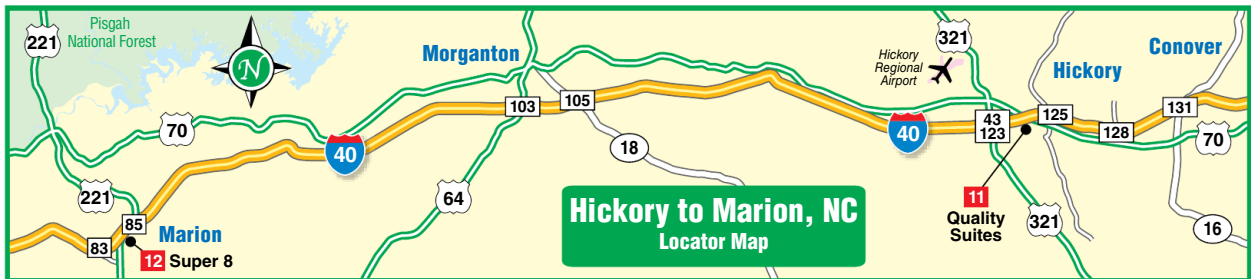 Pisgah
National Forest
221
N
70
40
221
85
83
Marion
12 Super 8
Morganton
103
105
18
64
Hickory to Marion, NC
Locator Map
Hickory
Regional
Airport
321
40
43
123
11
Quality
Suites
321
Hickory
125
128
Conover
131
70
16